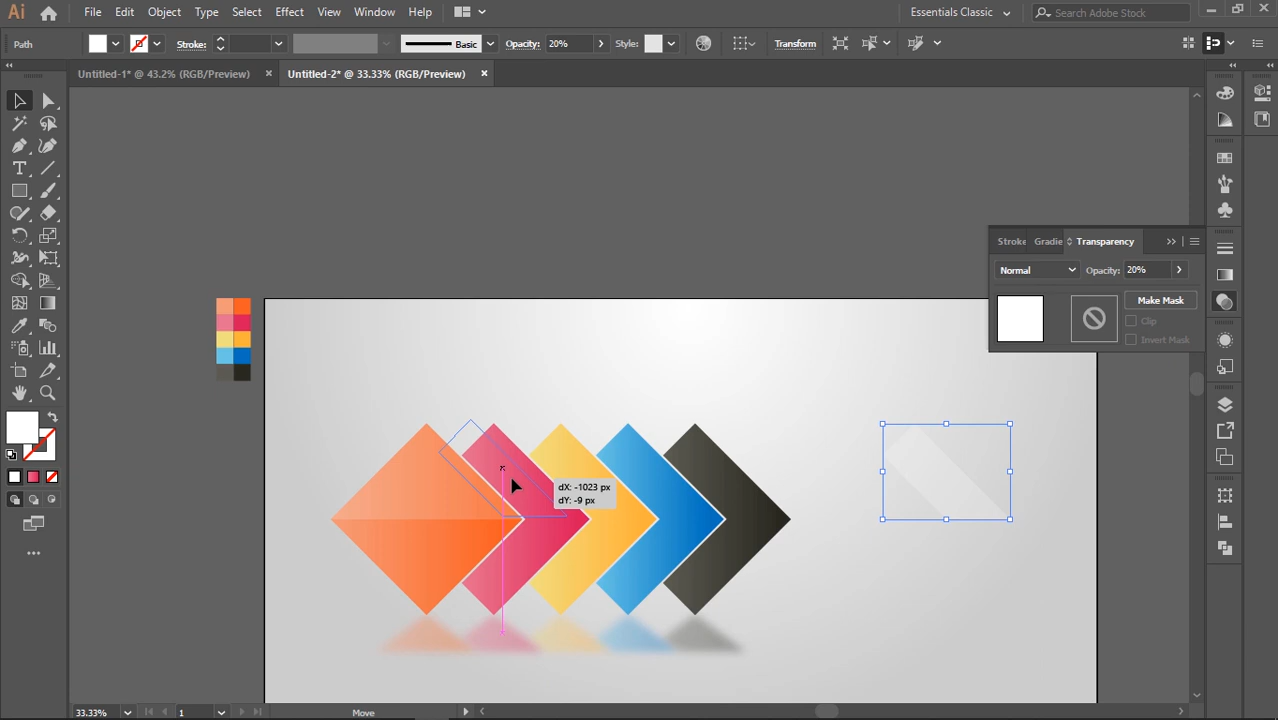 Ai File Edit Object Type Select Effect View Window Help Essentials Classic Search Adobe Stock
Path Stroke: Basic Opacity: 20% Style: Transform
Untitled-1* @ 43.2% (RGB/Preview) × Untitled-2* @ 33.33% (RGB/Preview) ×
Stroke Gradie Transparency
Normal Opacity: 20%
Make Mask
Clip
Invert Mask
dX: -1023 px
dY: -9 px
33.33% 1 Move